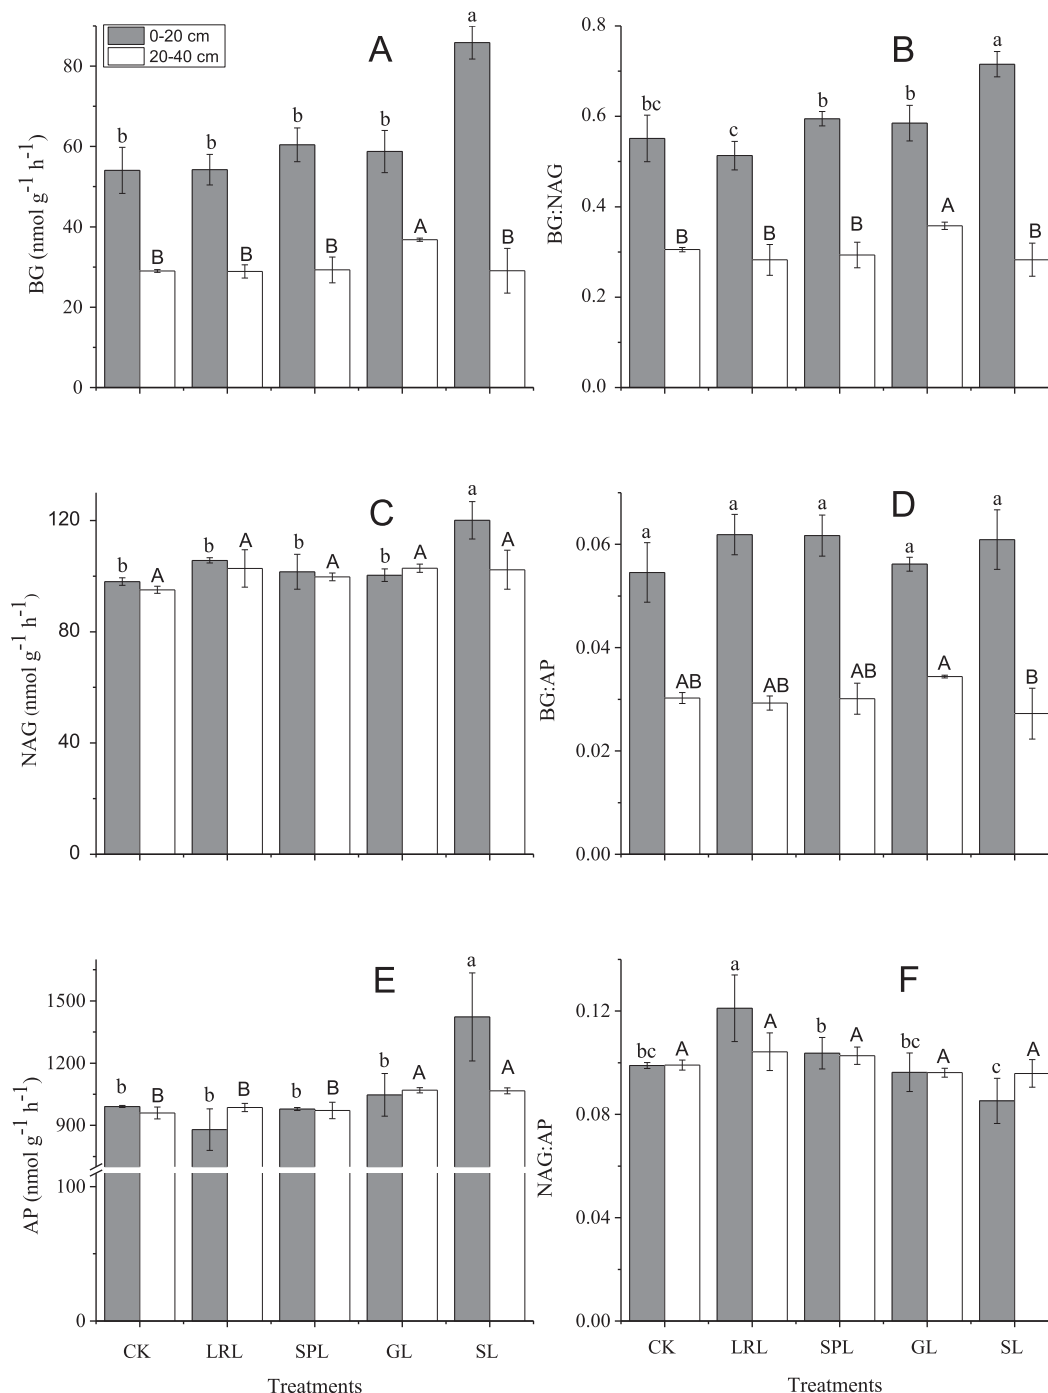 0-20 cm
20-40 cm
A
BG (nmol g-1 h-1)
80
60
40
20
0
b
B
b
B
b
B
b
A
a
B
B
BG:NAG
0.8
0.6
0.4
0.2
0.0
bc
B
c
B
b
B
b
A
a
B
C
NAG (nmol g-1 h-1)
120
80
40
0
b
A
b
A
b
A
b
A
a
A
D
BG:AP
0.06
0.04
0.02
0.00
a
AB
a
AB
a
AB
a
A
a
B
E
AP (nmol g-1 h-1)
1500
1200
900
100
0
b
B
b
B
b
B
b
A
a
A
CK LRL SPL GL SL
Treatments
F
NAG:AP
0.12
0.08
0.04
0.00
bc
A
a
A
b
A
bc
A
c
A
CK LRL SPL GL SL
Treatments